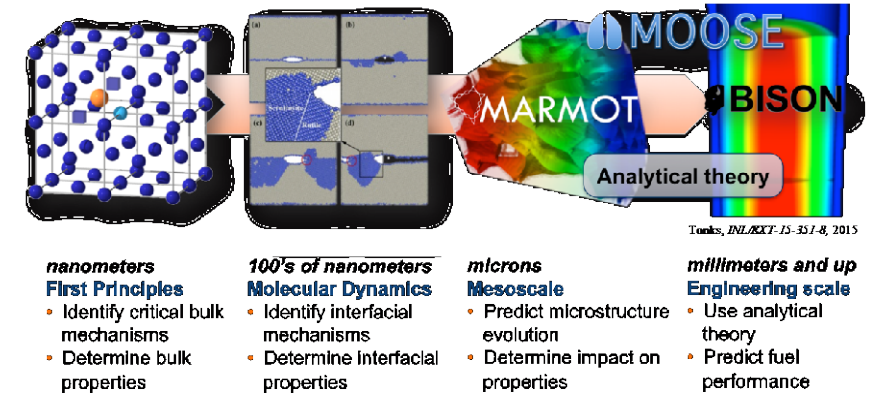 MOOSE
(a)
(b)
MARMOT
BISON
(c)
(d)
Analytical theory
Tonks, INL/EXT-15-351-8, 2015
nanometers
First Principles
• Identify critical bulk
mechanisms
• Determine bulk
properties
100's of nanometers
Molecular Dynamics
• Identify interfacial
mechanisms
• Determine interfacial
properties
microns
Mesoscale
• Predict microstructure
evolution
• Determine impact on
properties
millimeters and up
Engineering scale
• Use analytical
theory
• Predict fuel
performance